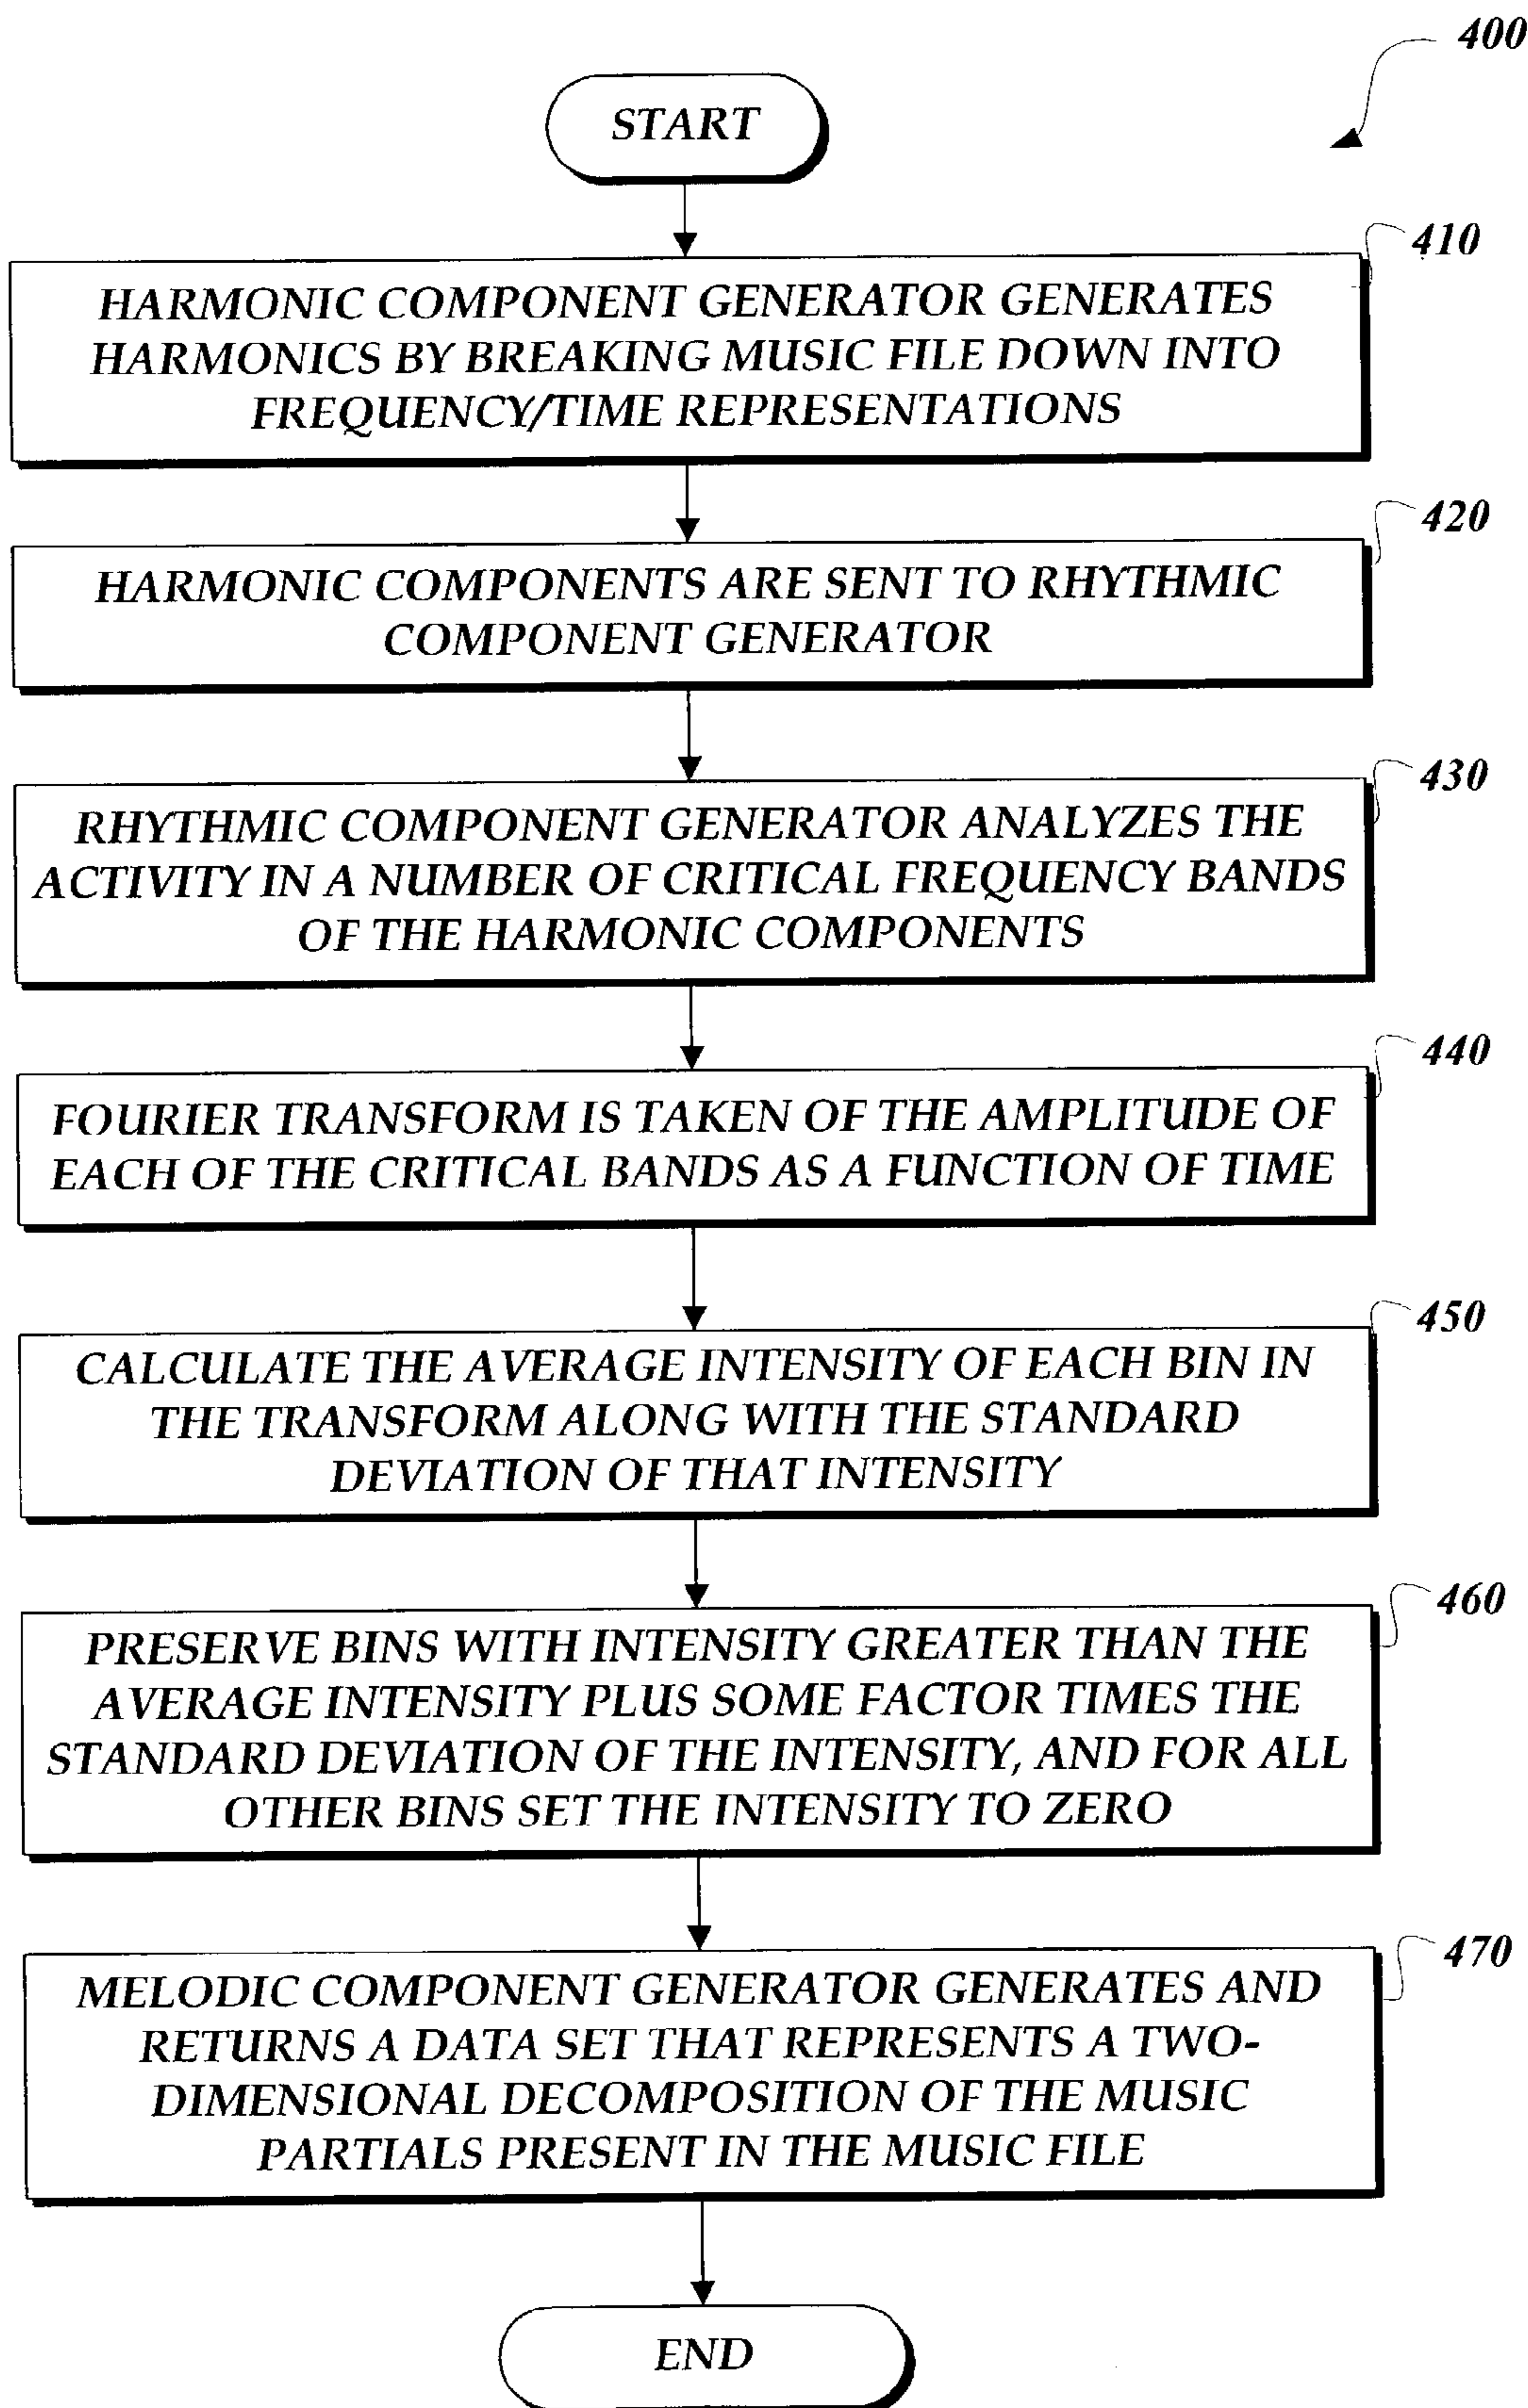 400
START
410
HARMONIC COMPONENT GENERATOR GENERATES
HARMONICS BY BREAKING MUSIC FILE DOWN INTO
FREQUENCY/TIME REPRESENTATIONS
420
HARMONIC COMPONENTS ARE SENT TO RHYTHMIC
COMPONENT GENERATOR
430
RHYTHMIC COMPONENT GENERATOR ANALYZES THE
ACTIVITY IN A NUMBER OF CRITICAL FREQUENCY BANDS
OF THE HARMONIC COMPONENTS
440
FOURIER TRANSFORM IS TAKEN OF THE AMPLITUDE OF
EACH OF THE CRITICAL BANDS AS A FUNCTION OF TIME
450
CALCULATE THE AVERAGE INTENSITY OF EACH BIN IN
THE TRANSFORM ALONG WITH THE STANDARD
DEVIATION OF THAT INTENSITY
460
PRESERVE BINS WITH INTENSITY GREATER THAN THE
AVERAGE INTENSITY PLUS SOME FACTOR TIMES THE
STANDARD DEVIATION OF THE INTENSITY, AND FOR ALL
OTHER BINS SET THE INTENSITY TO ZERO
470
MELODIC COMPONENT GENERATOR GENERATES AND
RETURNS A DATA SET THAT REPRESENTS A TWO-
DIMENSIONAL DECOMPOSITION OF THE MUSIC
PARTIALS PRESENT IN THE MUSIC FILE
END